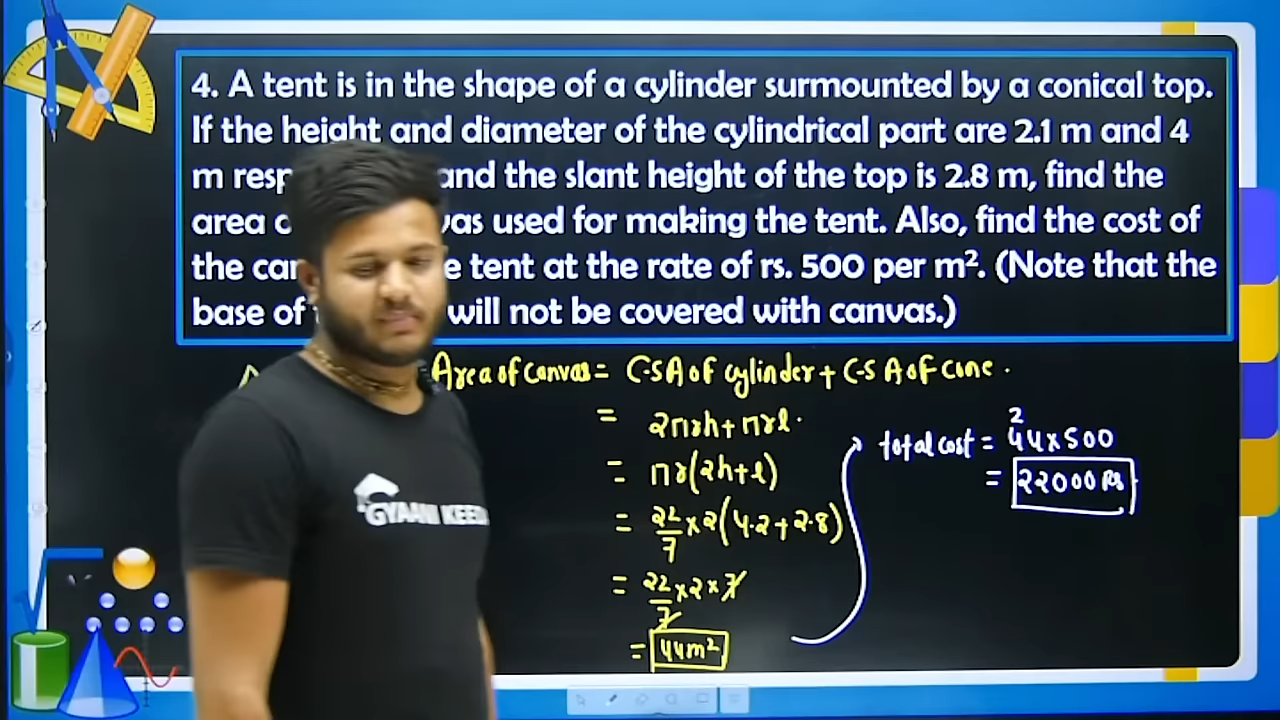 4. A tent is in the shape of a cylinder surmounted by a conical top.
If the height and diameter of the cylindrical part are 2.1 m and 4
m and the slant height of the top is 2.8 m, find the
area used for making the tent. Also, find the cost of
the tent at the rate of rs. 500 per m². (Note that the
base of will not be covered with canvas.)
Area of canvas = C.S A of cylinder + C.S A of cone.
= 2πrh + πrl.
= πr(2h+l)
= 22/7 × 2(4.2+2.8)
= 22/7 × 2 × 7
= 44m²
2
total cost = 44×500
= 22000 Rs
GYAANI KEED